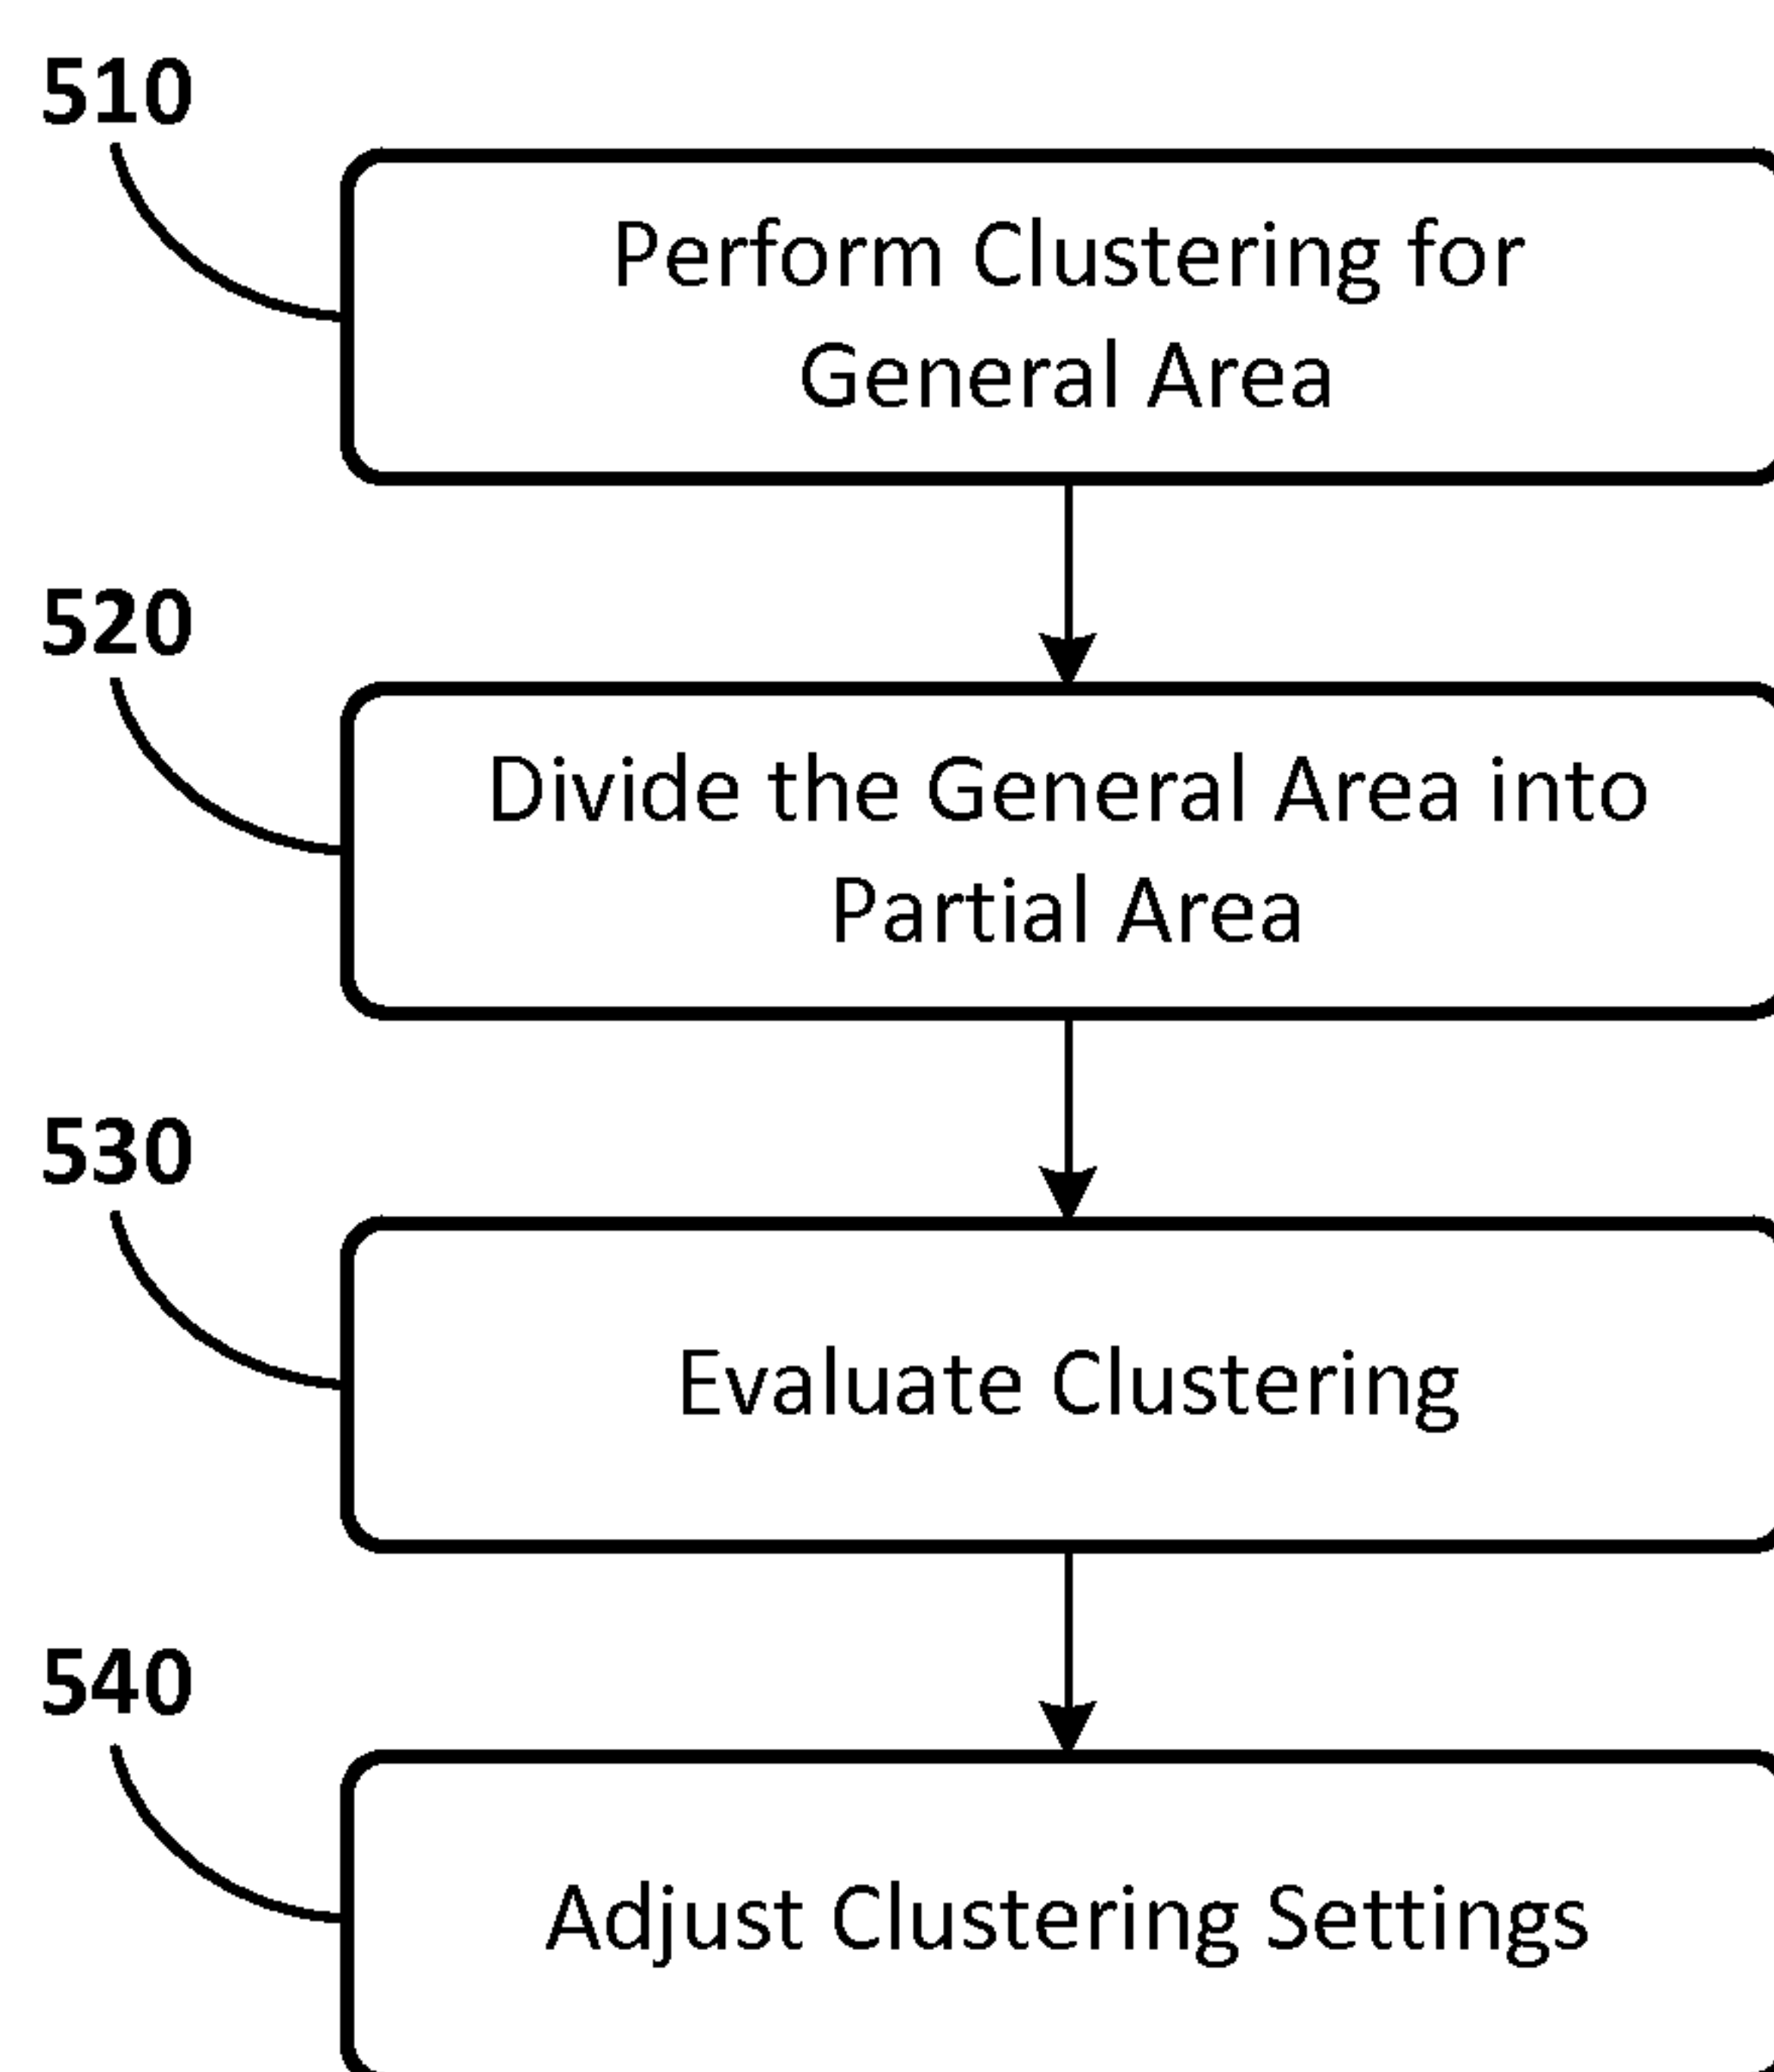 510
Perform Clustering for
General Area
520
Divide the General Area into
Partial Area
530
Evaluate Clustering
540
Adjust Clustering Settings